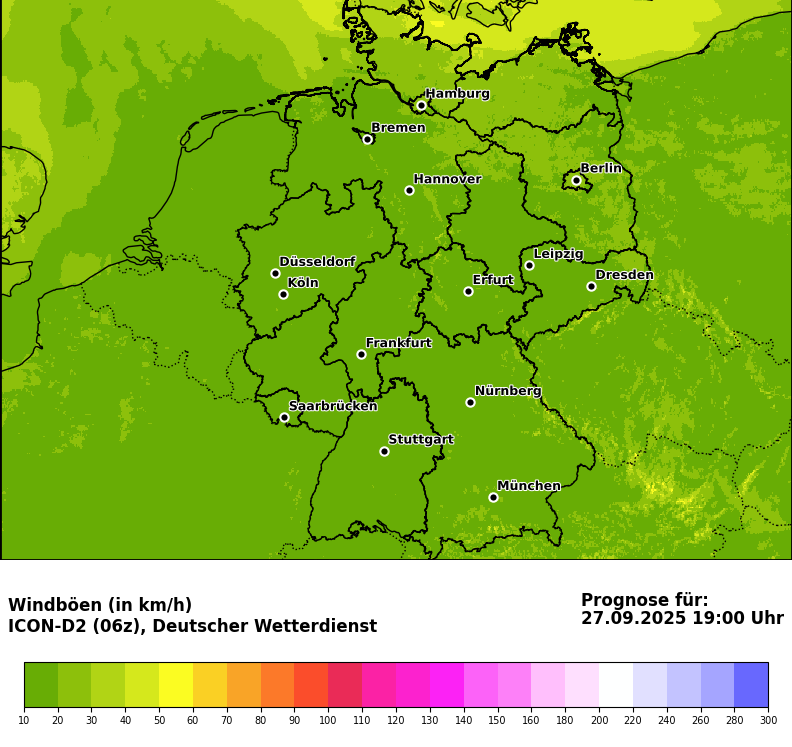 Hamburg
Bremen
Berlin
Hannover
Leipzig
Düsseldorf
Dresden
Köln
Erfurt
Frankfurt
Nürnberg
Saarbrücken
Stuttgart
München
Windböen (in km/h)
ICON-D2 (06z), Deutscher Wetterdienst
Prognose für:
27.09.2025 19:00 Uhr
10 20 30 40 50 60 70 80 90 100 110 120 130 140 150 160 180 200 220 240 260 280 300